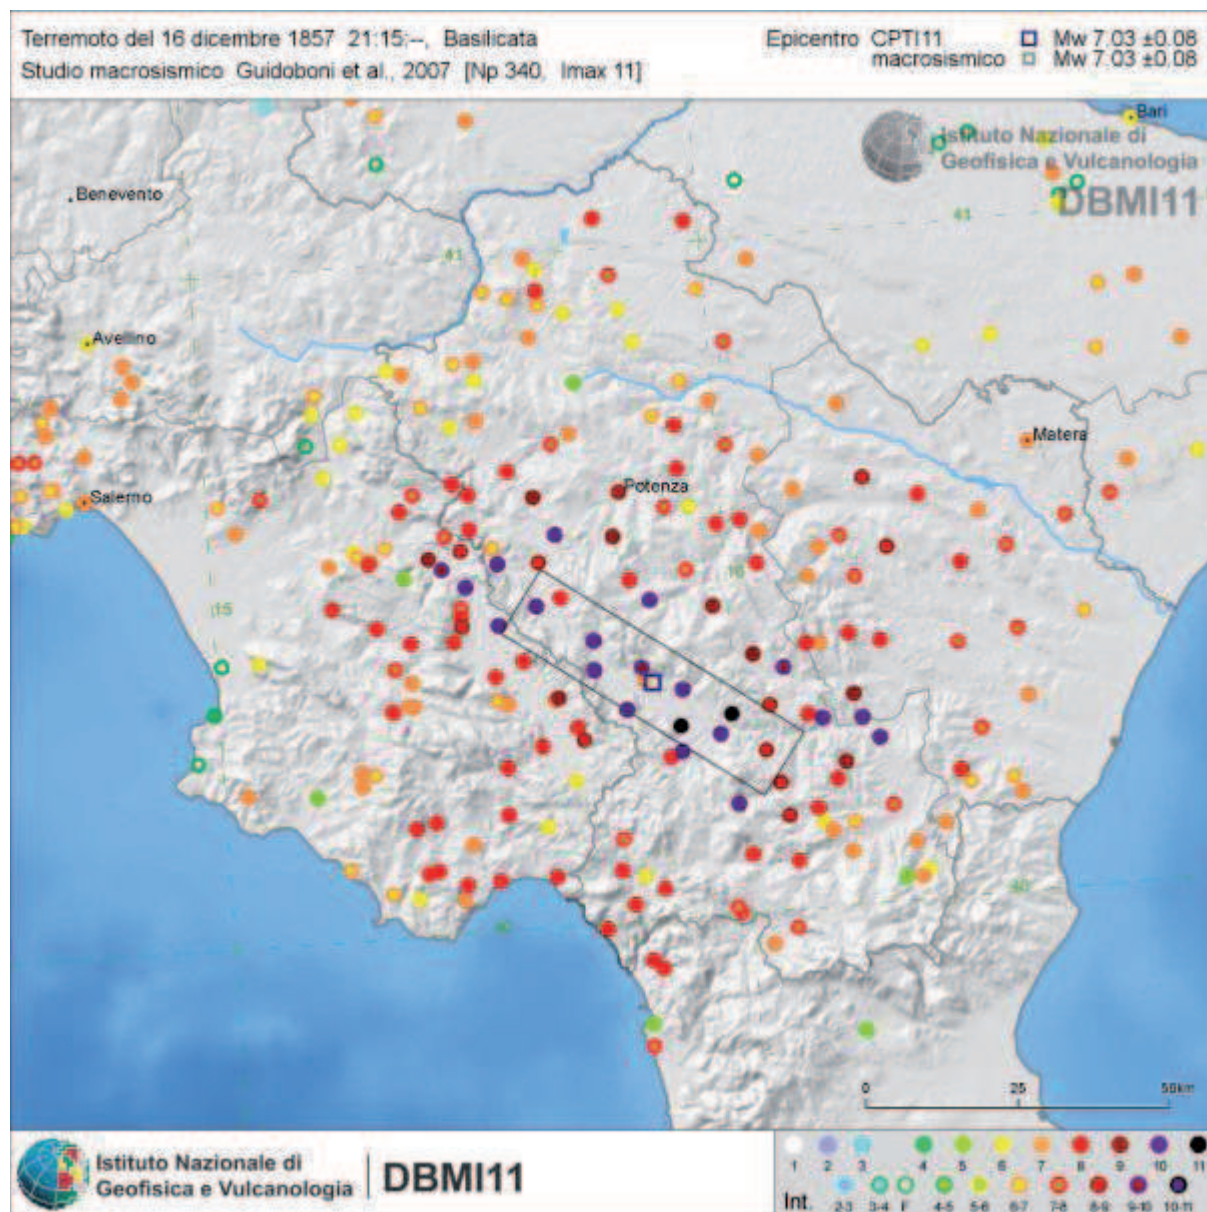 Terremoto del 16 dicembre 1857 21:15:--, Basilicata
Studio macrosismico Guidoboni et al., 2007 [Np 340, Imax 11]
Epicentro CPTI11 Mw 7.03 ±0.08
macrosismico Mw 7.03 ±0.08
Bari
Istituto Nazionale di
Geofisica e Vulcanologia
DBMI11
Benevento
41
41
Avellino
Matera
Salerno
Potenza
16
15
40
0 25 50km
Istituto Nazionale di
Geofisica e Vulcanologia
DBMI11
1 2 3 4 5 6 7 8 9 10 11
Int. 2-3 3-4 F 4-5 5-6 6-7 7-8 8-9 9-10 10-11